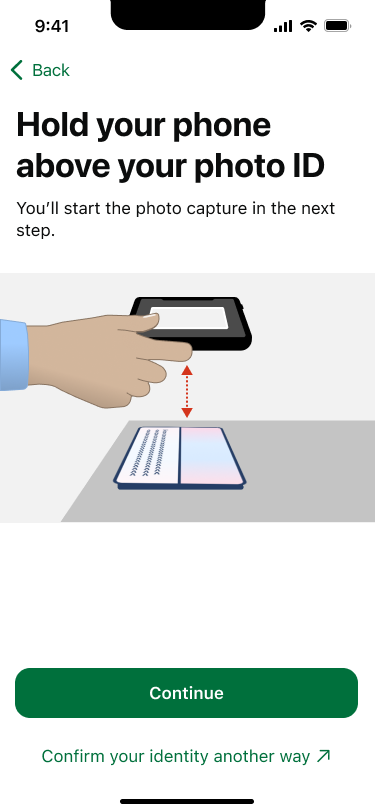 9:41
Back
Hold your phone
above your photo ID
You’ll start the photo capture in the next
step.
Continue
Confirm your identity another way